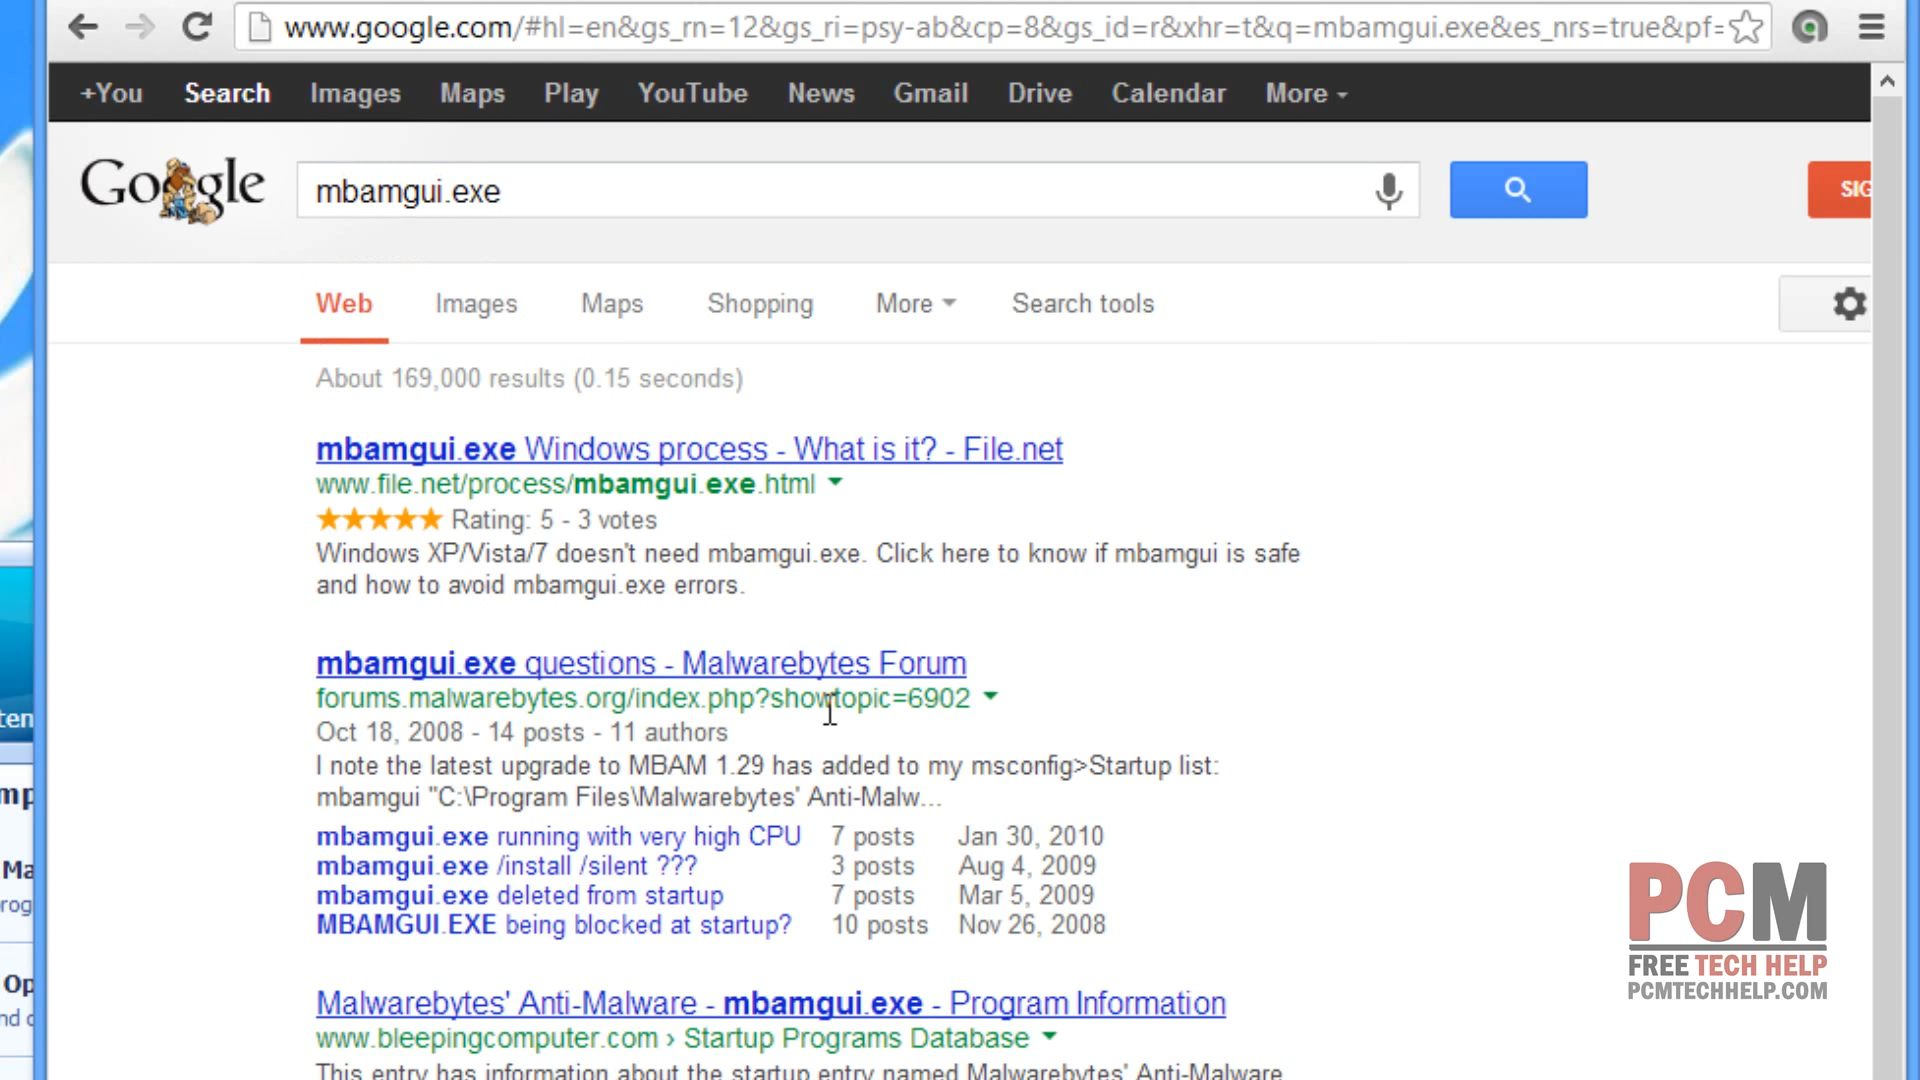 www.google.com/#hl=en&gs_rn=12&gs_ri=psy-ab&cp=8&gs_id=r&xhr=t&q=mbamgui.exe&es_nrs=true&pf=
+You Search Images Maps Play YouTube News Gmail Drive Calendar More
Google mbamgui.exe SIG
Web Images Maps Shopping More Search tools
About 169,000 results (0.15 seconds)
mbamgui.exe Windows process - What is it? - File.net
www.file.net/process/mbamgui.exe.html
Rating: 5 - 3 votes
Windows XP/Vista/7 doesn't need mbamgui.exe. Click here to know if mbamgui is safe
and how to avoid mbamgui.exe errors.
mbamgui.exe questions - Malwarebytes Forum
forums.malwarebytes.org/index.php?showtopic=6902
Oct 18, 2008 - 14 posts - 11 authors
I note the latest upgrade to MBAM 1.29 has added to my msconfig>Startup list:
mbamgui "C:\Program Files\Malwarebytes' Anti-Malw...
mbamgui.exe running with very high CPU 7 posts Jan 30, 2010
mbamgui.exe /install /silent ??? 3 posts Aug 4, 2009
mbamgui.exe deleted from startup 7 posts Mar 5, 2009
MBAMGUI.EXE being blocked at startup? 10 posts Nov 26, 2008
Malwarebytes' Anti-Malware - mbamgui.exe - Program Information
www.bleepingcomputer.com › Startup Programs Database
This entry has information about the startup entry named Malwarebytes' Anti-Malware
PCM
FREE TECH HELP
PCMTECHHELP.COM